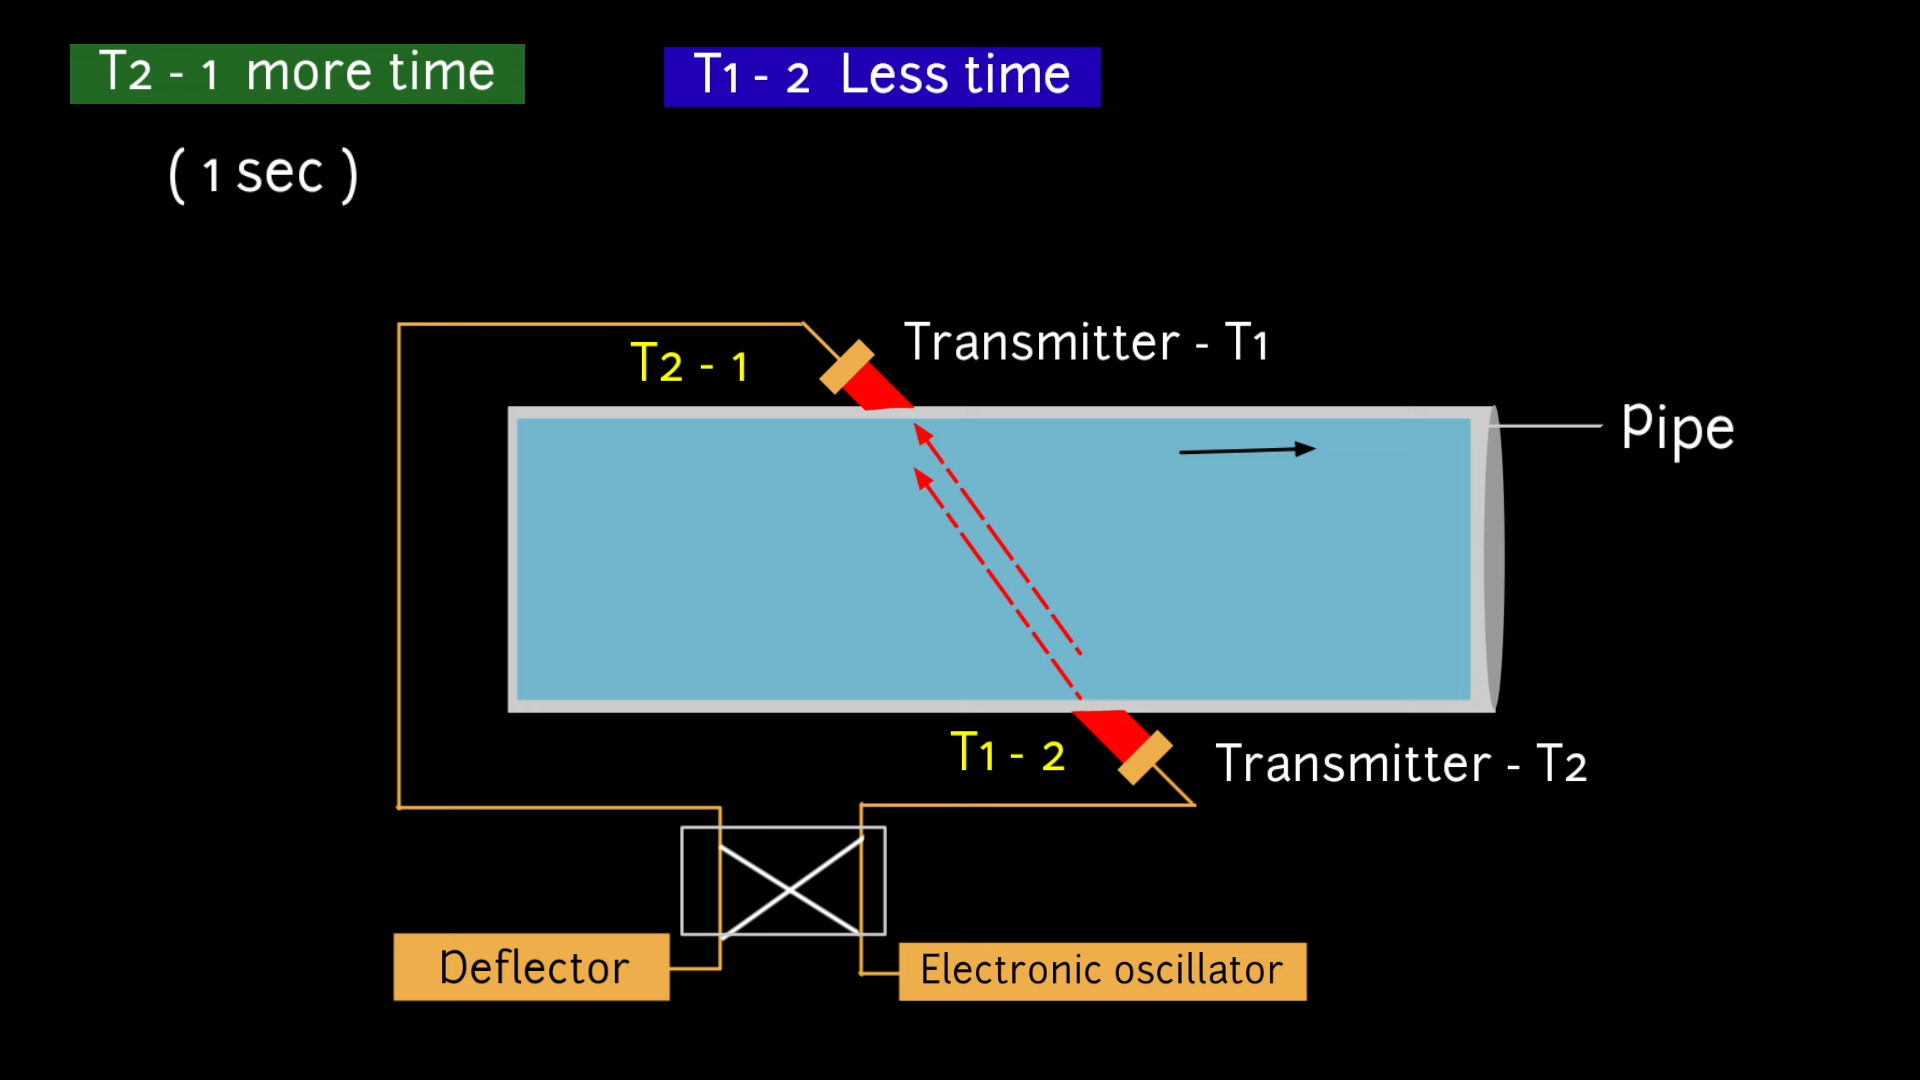 T2 - 1 more time
T1 - 2 Less time
( 1 sec )
Transmitter - T1
T2 - 1
Pipe
T1 - 2
Transmitter - T2
Deflector
Electronic oscillator